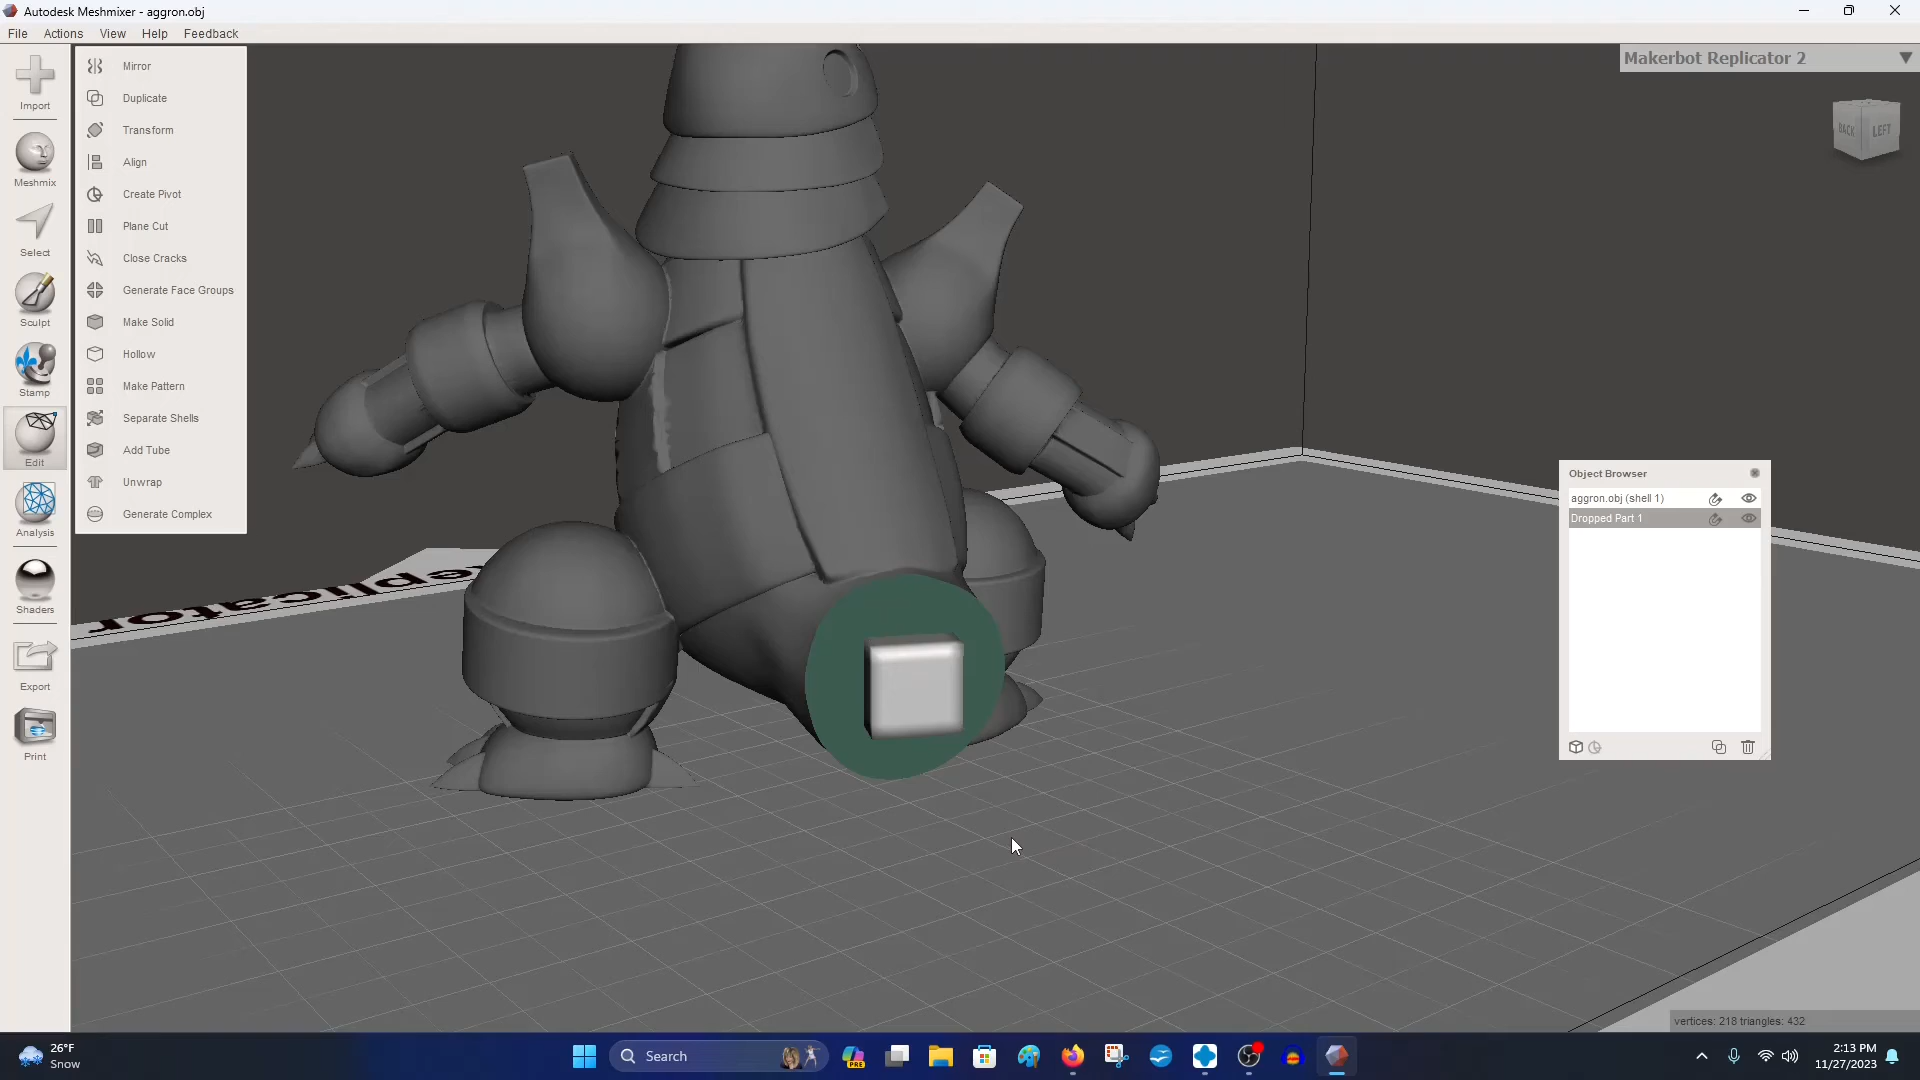 Autodesk Meshmixer - aggron.obj
File Actions View Help Feedback
Import
Meshmix
Select
Sculpt
Stamp
Edit
Analysis
Shaders
Export
Print
Mirror
Duplicate
Transform
Align
Create Pivot
Plane Cut
Close Cracks
Generate Face Groups
Make Solid
Hollow
Make Pattern
Separate Shells
Add Tube
Unwrap
Generate Complex
Makerbot Replicator 2
BACK LEFT
Object Browser
aggron.obj (shell 1)
Dropped Part 1
eplicator
vertices: 218 triangles: 432
26°F
Snow
Search
PRE
2:13 PM
11/27/2023